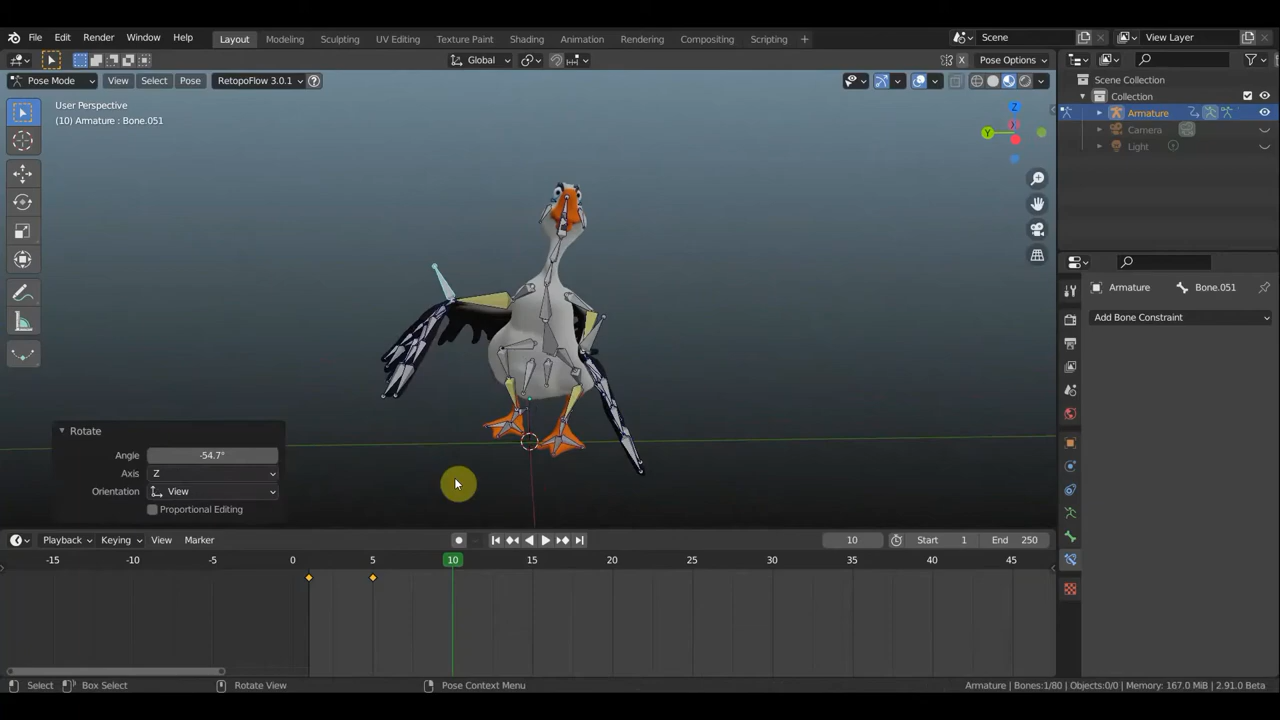 File Edit Render Window Help Layout Modeling Sculpting UV Editing Texture Paint Shading Animation Rendering Compositing Scripting + Scene View Layer
Global X Pose Options
Pose Mode View Select Pose RetopoFlow 3.0.1 ?
User Perspective
(10) Armature : Bone.051
Z
X
Y
Scene Collection
Collection
Armature
Camera
Light
Armature Bone.051
Add Bone Constraint
Rotate
Angle -54.7°
Axis Z
Orientation View
Proportional Editing
Playback Keying View Marker 10 Start 1 End 250
-15 -10 -5 0 5 10 15 20 25 30 35 40 45
Select Box Select Rotate View Pose Context Menu Armature | Bones:1/80 | Objects:0/0 | Memory: 167.0 MiB | 2.91.0 Beta